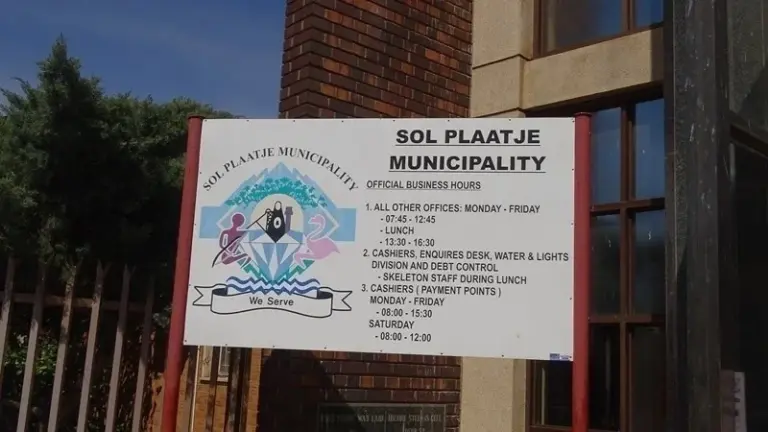 SOL PLAATJE MUNICIPALITY
We Serve
SOL PLAATJE
MUNICIPALITY
OFFICIAL BUSINESS HOURS
1. ALL OTHER OFFICES: MONDAY - FRIDAY
- 07:45 - 12:45
- LUNCH
- 13:30 - 16:30
2. CASHIERS, ENQUIRES DESK, WATER & LIGHTS
DIVISION AND DEBT CONTROL
- SKELETON STAFF DURING LUNCH
3. CASHIERS ( PAYMENT POINTS )
MONDAY - FRIDAY
- 08:00 - 15:30
SATURDAY
- 08:00 - 12:00